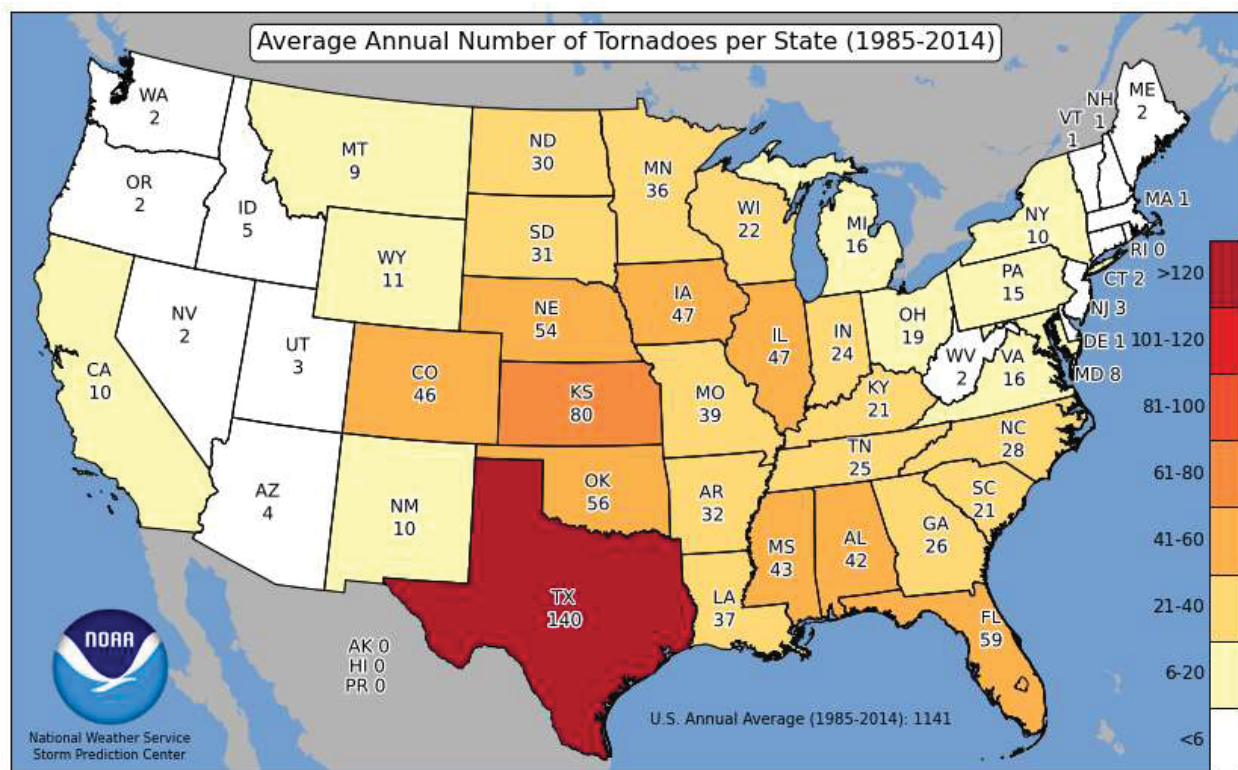 Average Annual Number of Tornadoes per State (1985-2014)
WA
2
OR
2
ID
5
MT
9
ND
30
MN
36
WI
22
MI
16
VT
1
NH
1
ME
2
MA 1
RI 0
CT 2
NY
10
PA
15
NJ 3
DE 1
MD 8
SD
31
WY
11
NE
54
IA
47
IL
47
IN
24
OH
19
WV
2
VA
16
NV
2
UT
3
CA
10
CO
46
KS
80
MO
39
KY
21
TN
25
NC
28
SC
21
AZ
4
NM
10
OK
56
AR
32
MS
43
AL
42
GA
26
TX
140
LA
37
FL
59
AK 0
HI 0
PR 0
U.S. Annual Average (1985-2014): 1141
>120
101-120
81-100
61-80
41-60
21-40
6-20
<6
NOAA
National Weather Service
Storm Prediction Center